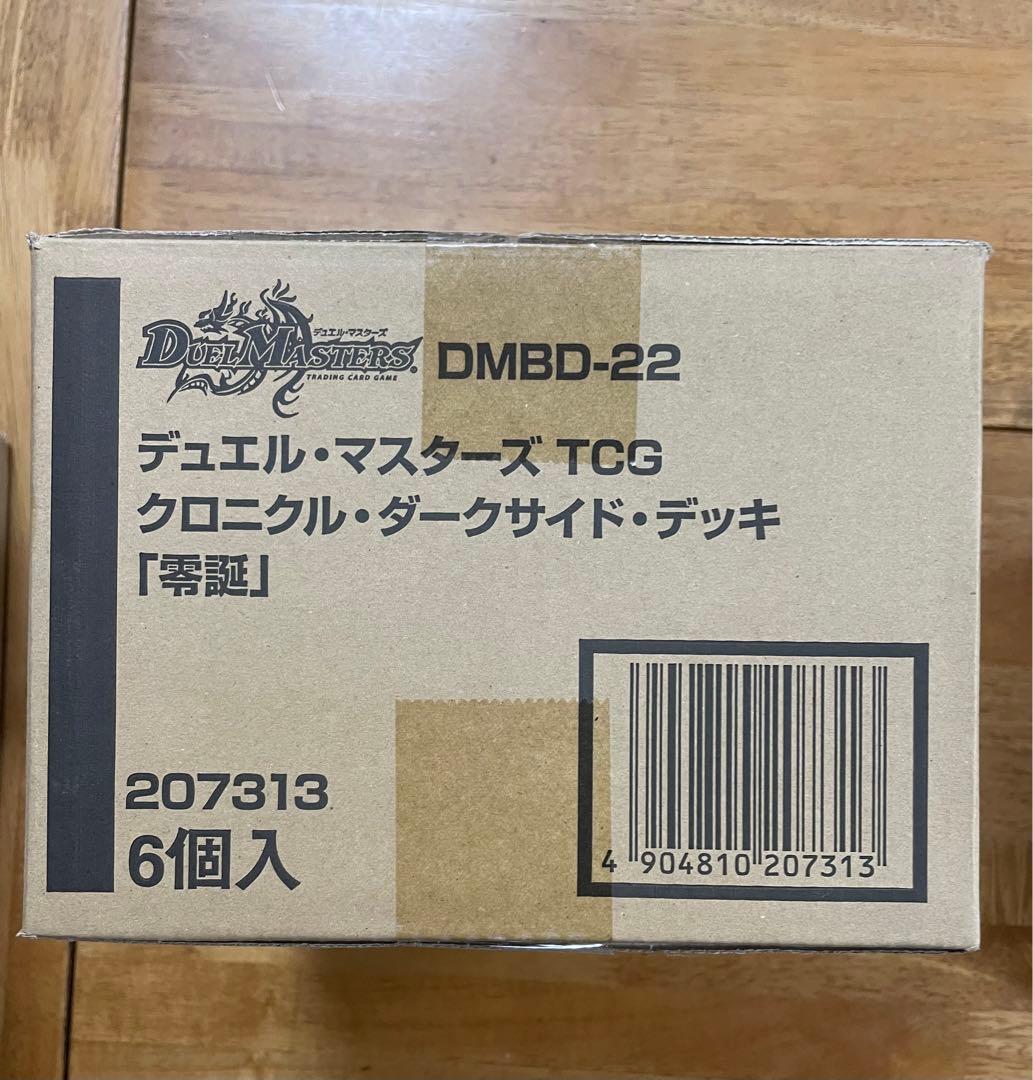 デュエル・マスターズ
DUEL MASTERS.
TRADING CARD GAME
DMBD-22
デュエル・マスターズ TCG
クロニクル・ダークサイド・デッキ
「零誕」
207313
6個入
4 904810 207313